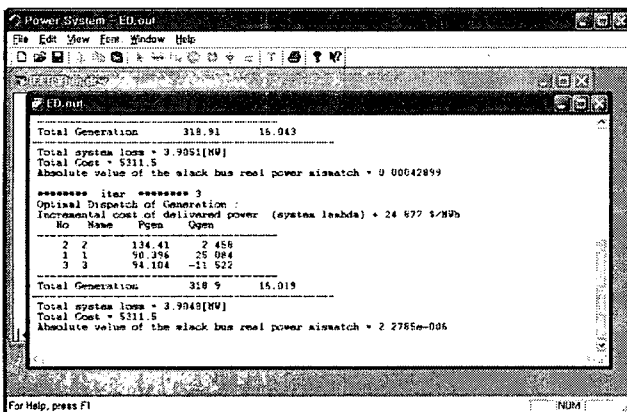 Power System - ED.out
File Edit View Font Window Help
ED.out
Total Generation 318.91 16.043
Total system loss = 3.9051[MW]
Total Cost = 5311.5
Absolute value of the slack bus real power mismatch = 0.00042899
******** iter ******** 3
Optimal Dispatch of Generation :
Incremental cost of delivered power (system lambda) = 24.677 $/MWh
No Name Pgen Qgen
2 2 134.41 2.458
1 1 90.396 25.084
3 3 94.104 -11.522
Total Generation 318.9 16.019
Total system loss = 3.9048[MW]
Total Cost = 5311.5
Absolute value of the slack bus real power mismatch = 2.2785e-006
For Help, press F1
NUM